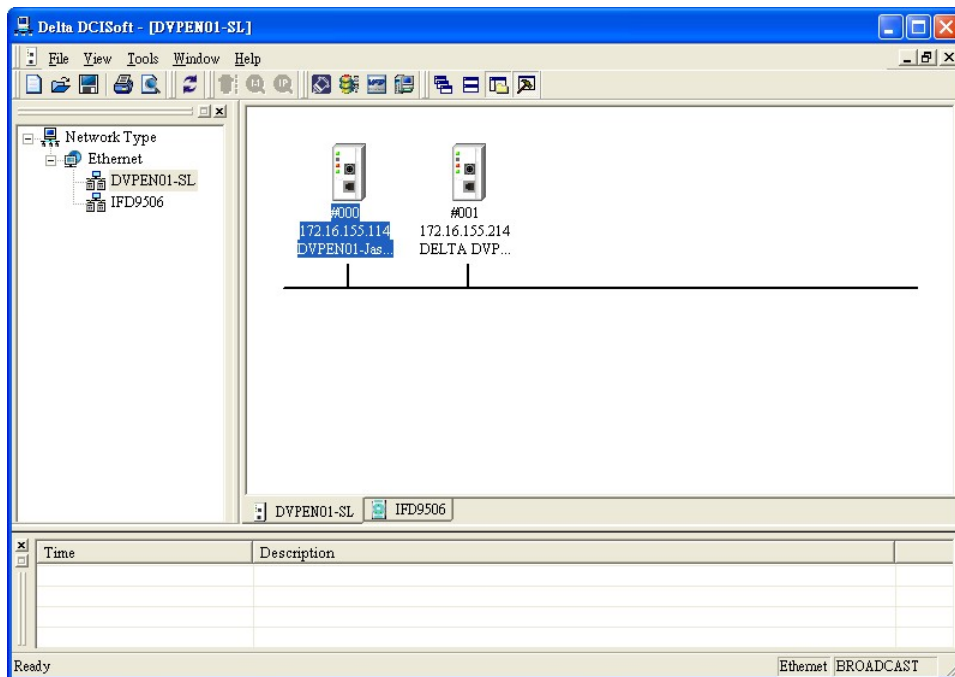 Delta DCISoft - [DVPEN01-SL]
File View Tools Window Help
Network Type
Ethernet
DVPEN01-SL
IFD9506
#000
172.16.155.114
DVPEN01-Jas...
#001
172.16.155.214
DELTA DVP...
DVPEN01-SL IFD9506
Time Description
Ready Ethernet BROADCAST